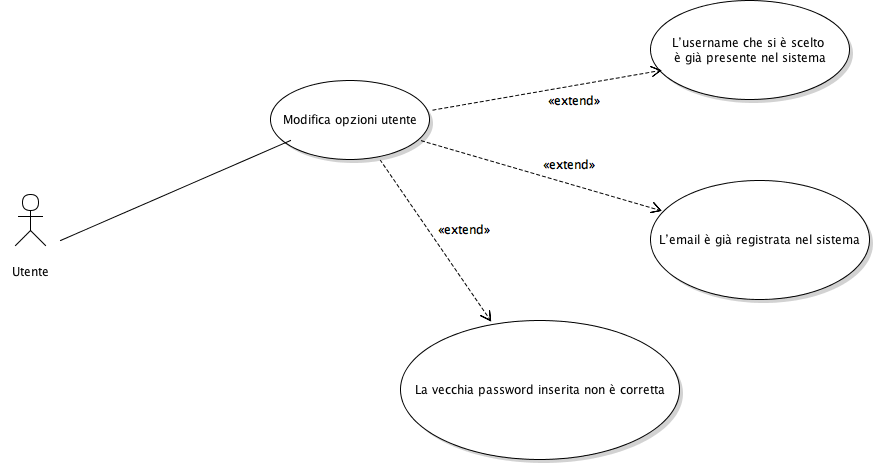 L'username che si è scelto
è già presente nel sistema
«extend»
Modifica opzioni utente
«extend»
L'email è già registrata nel sistema
«extend»
Utente
La vecchia password inserita non è corretta